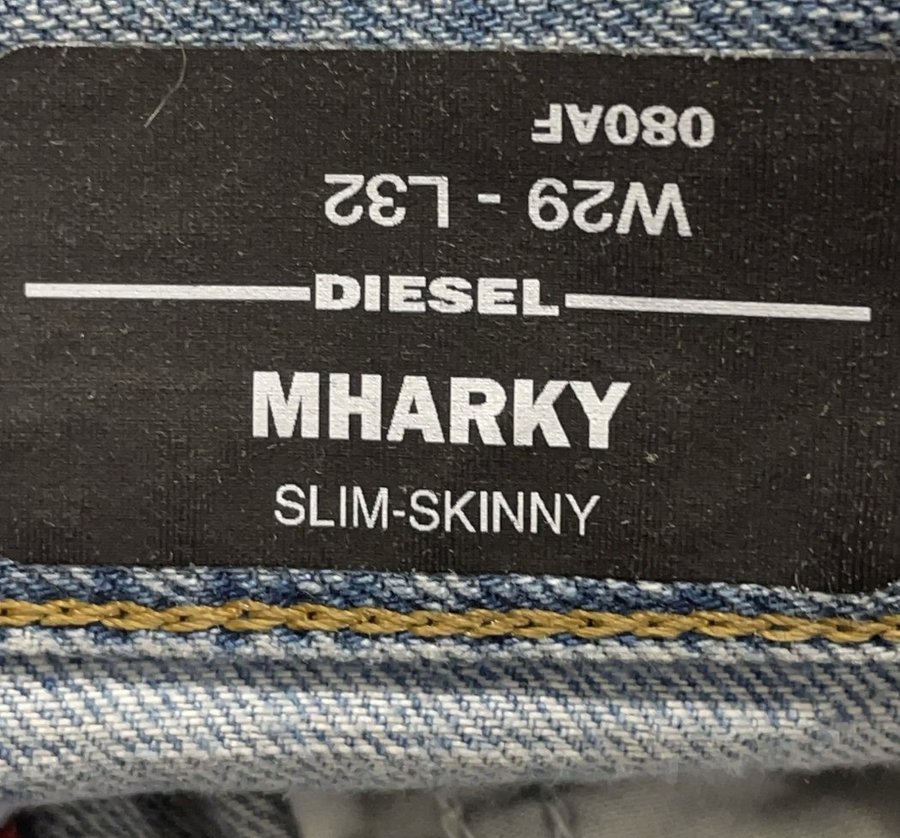 080AF
W29 - L32
DIESEL
MHARKY
SLIM-SKINNY